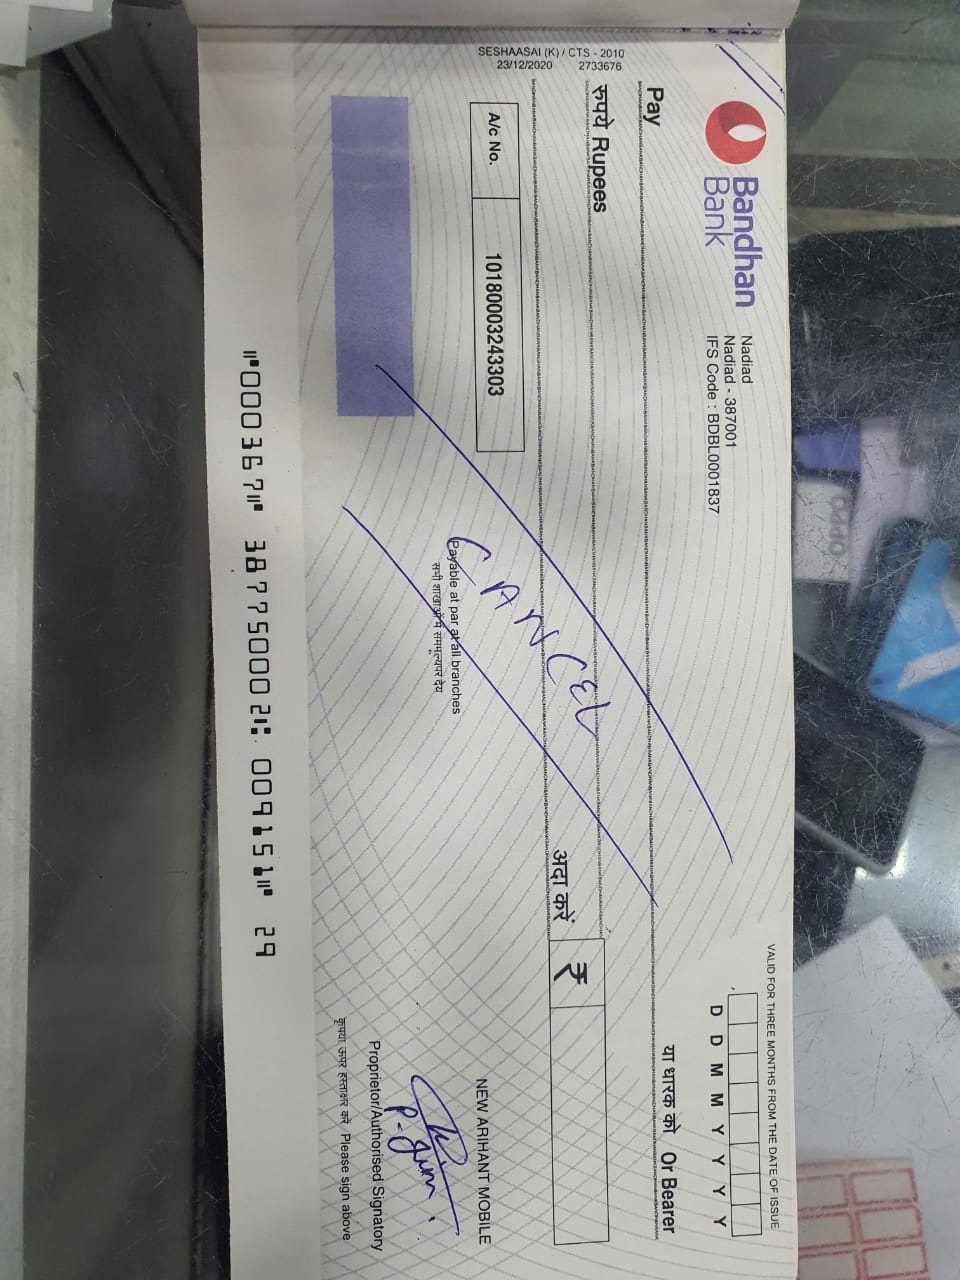 Bandhan
Bank
Nadiad
Nadiad - 387001
IFS Code : BDBL0001837
VALID FOR THREE MONTHS FROM THE DATE OF ISSUE
D D M M Y Y Y Y
Pay
या धारक को Or Bearer
रुपये Rupees
अदा करें
₹
A/c No.
10180003243303
SESHAASAI (K) / CTS - 2010
23/12/2020 2733676
CANCEL
Payable at par at all branches
सभी शाखाओं में सममूल्यपर देय
NEW ARIHANT MOBILE
Proprietor/Authorised Signatory
कृपया ऊपर हस्ताक्षर करें Please sign above
⑈000367⑈ 387750002⑆ 009151⑈ 29
OPPO